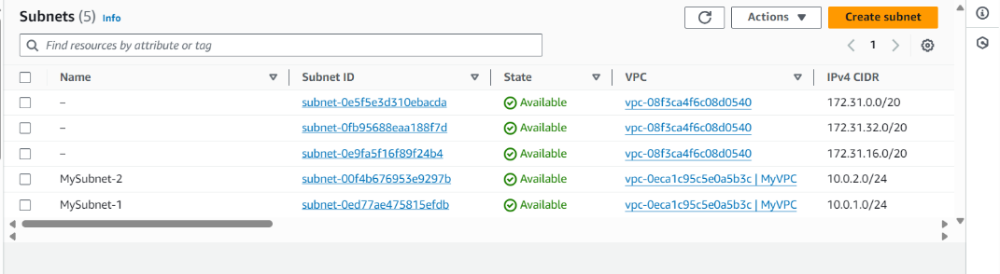 Subnets (5) Info
Actions ▼
Create subnet
Find resources by attribute or tag
1
Name Subnet ID State VPC IPv4 CIDR
– subnet-0e5f5e3d310ebacda Available vpc-08f3ca4f6c08d0540 172.31.0.0/20
– subnet-0fb95688eaa188f7d Available vpc-08f3ca4f6c08d0540 172.31.32.0/20
– subnet-0e9fa5f16f89f24b4 Available vpc-08f3ca4f6c08d0540 172.31.16.0/20
MySubnet-2 subnet-00f4b676953e9297b Available vpc-0eca1c95c5e0a5b3c | MyVPC 10.0.2.0/24
MySubnet-1 subnet-0ed77ae475815efdb Available vpc-0eca1c95c5e0a5b3c | MyVPC 10.0.1.0/24